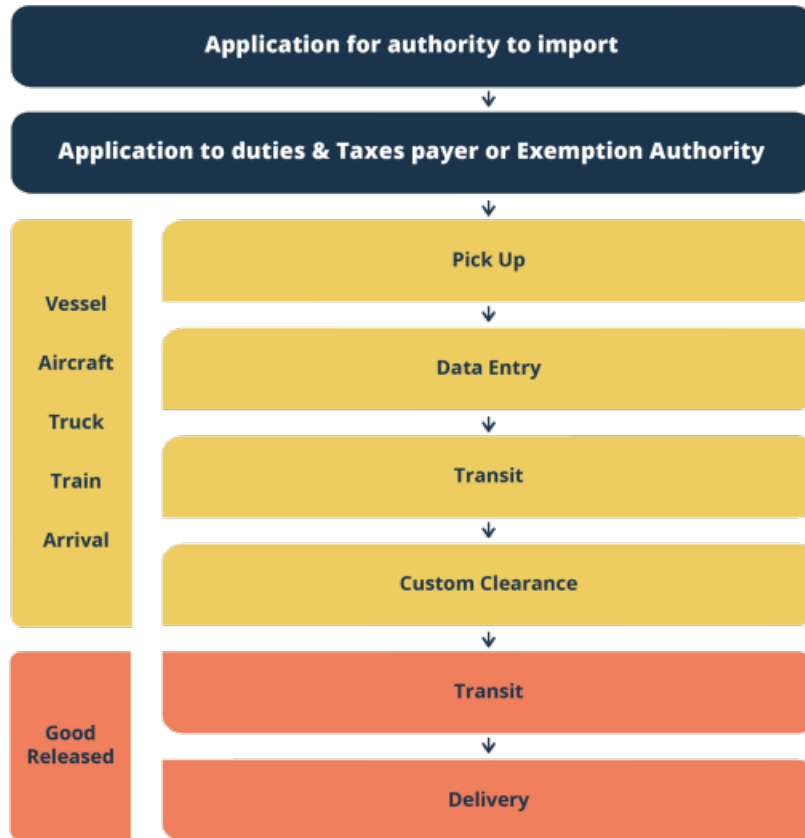 Application for authority to import
Application to duties & Taxes payer or Exemption Authority
Vessel
Aircraft
Truck
Train
Arrival
Pick Up
Data Entry
Transit
Custom Clearance
Good
Released
Transit
Delivery